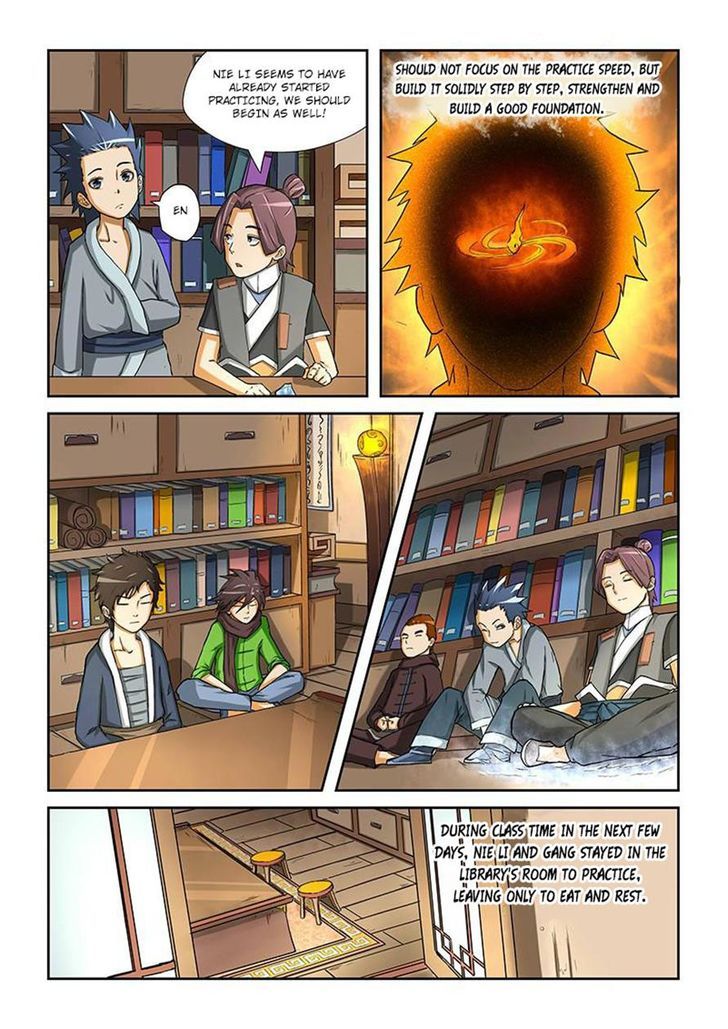 NIE LI SEEMS TO HAVE
ALREADY STARTED
PRACTICING, WE SHOULD
BEGIN AS WELL!
EN
SHOULD NOT FOCUS ON THE PRACTICE SPEED, BUT
BUILD IT SOLIDLY STEP BY STEP, STRENGTHEN AND
BUILD A GOOD FOUNDATION.
DURING CLASS TIME IN THE NEXT FEW
DAYS, NIE LI AND GANG STAYED IN THE
LIBRARY'S ROOM TO PRACTICE,
LEAVING ONLY TO EAT AND REST.